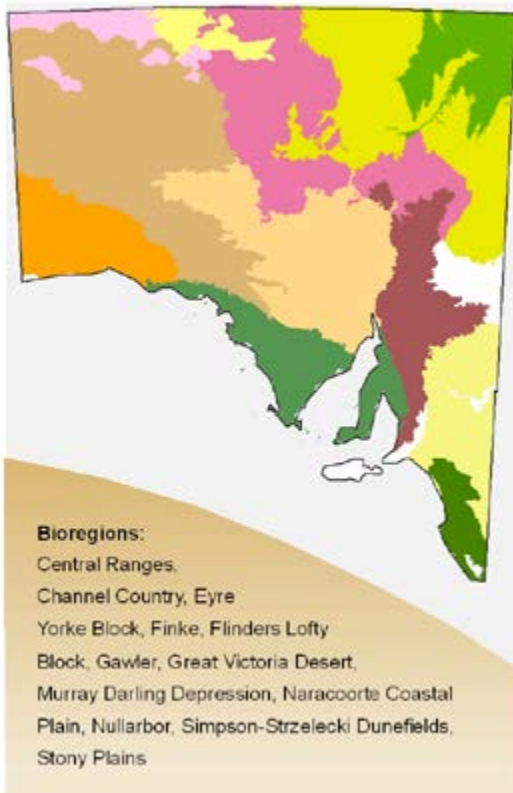 Bioregions:
Central Ranges,
Channel Country, Eyre
Yorke Block, Finke, Flinders Lofty
Block, Gawler, Great Victoria Desert,
Murray Darling Depression, Naracoorte Coastal
Plain, Nullarbor, Simpson-Strzelecki Dunefields,
Stony Plains